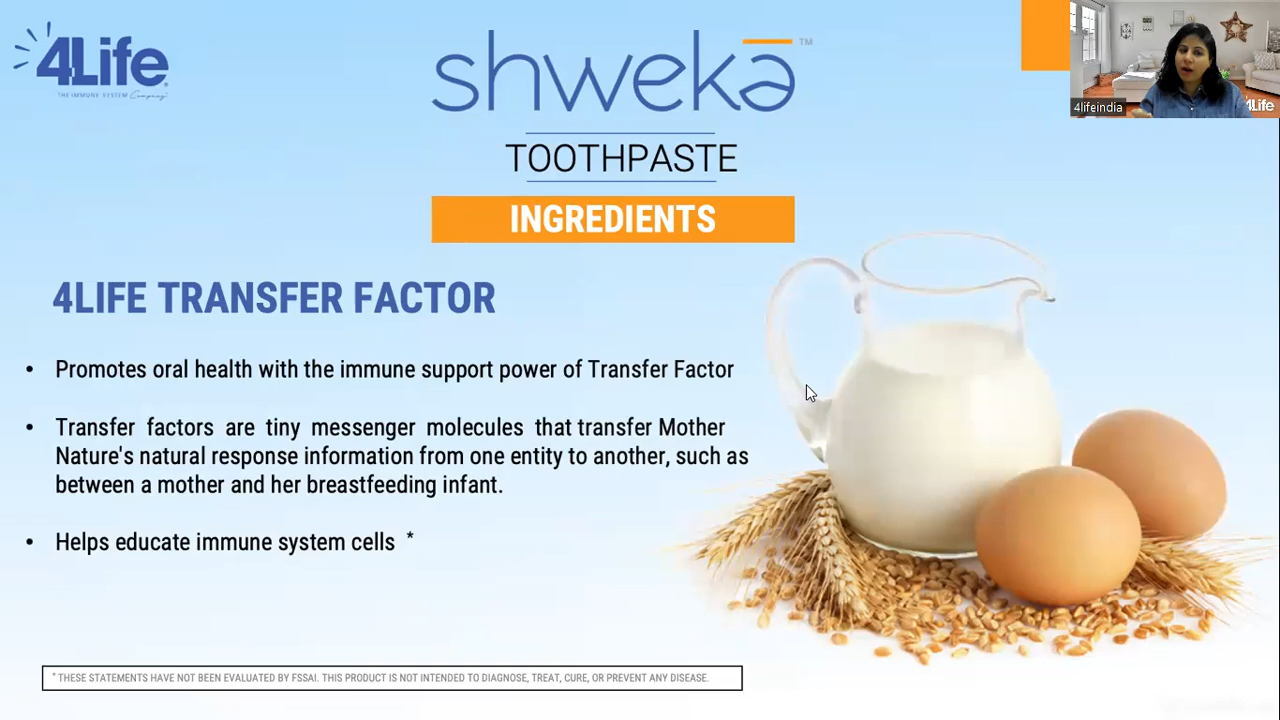 4Life
THE IMMUNE SYSTEM Company
shweka ™
TOOTHPASTE
INGREDIENTS
4lifeindia
4Life
4LIFE TRANSFER FACTOR
• Promotes oral health with the immune support power of Transfer Factor
• Transfer factors are tiny messenger molecules that transfer Mother
Nature's natural response information from one entity to another, such as
between a mother and her breastfeeding infant.
• Helps educate immune system cells *
* THESE STATEMENTS HAVE NOT BEEN EVALUATED BY FSSAI. THIS PRODUCT IS NOT INTENDED TO DIAGNOSE, TREAT, CURE, OR PREVENT ANY DISEASE.